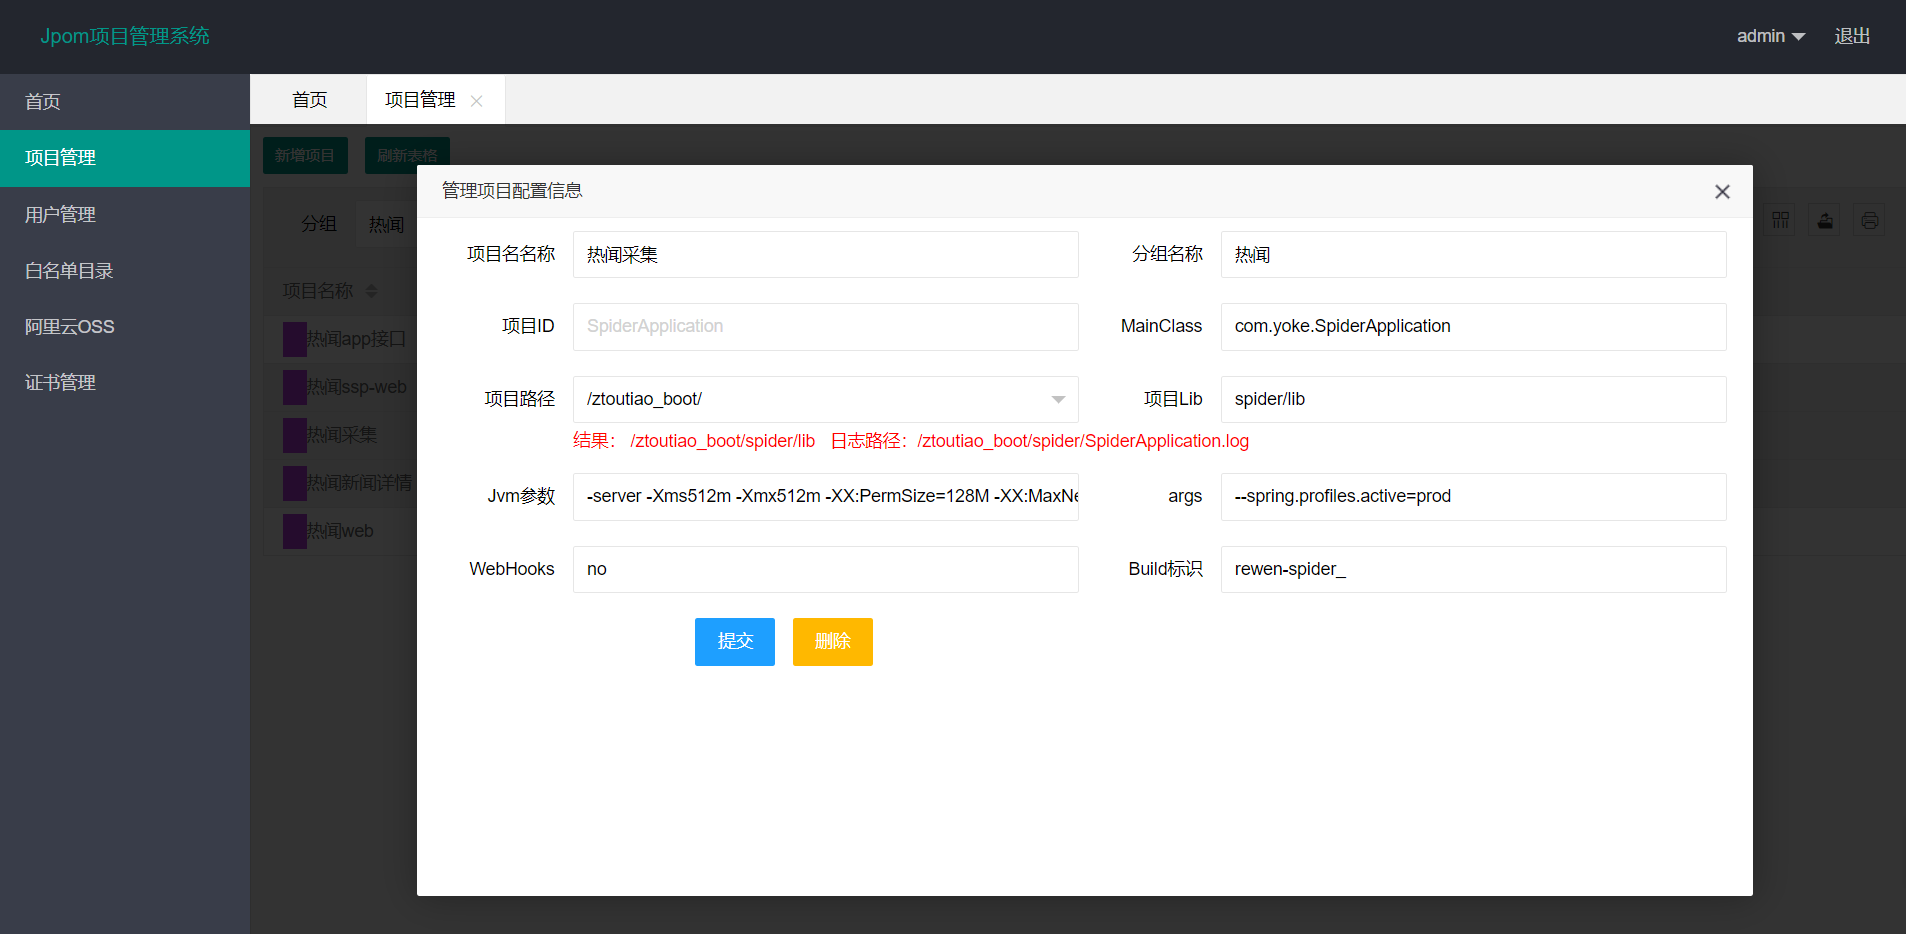 Jpom项目管理系统
admin 退出
首页
项目管理
用户管理
白名单目录
阿里云OSS
证书管理
首页 项目管理
新增项目 刷新表格
分组 热闻
项目名称
热闻app接口
热闻ssp-web
热闻采集
热闻新闻详情
热闻web
管理项目配置信息
项目名名称 热闻采集 分组名称 热闻
项目ID SpiderApplication MainClass com.yoke.SpiderApplication
项目路径 /ztoutiao_boot/ 项目Lib spider/lib
结果： /ztoutiao_boot/spider/lib 日志路径：/ztoutiao_boot/spider/SpiderApplication.log
Jvm参数 -server -Xms512m -Xmx512m -XX:PermSize=128M -XX:MaxNe args --spring.profiles.active=prod
WebHooks no Build标识 rewen-spider_
提交 删除